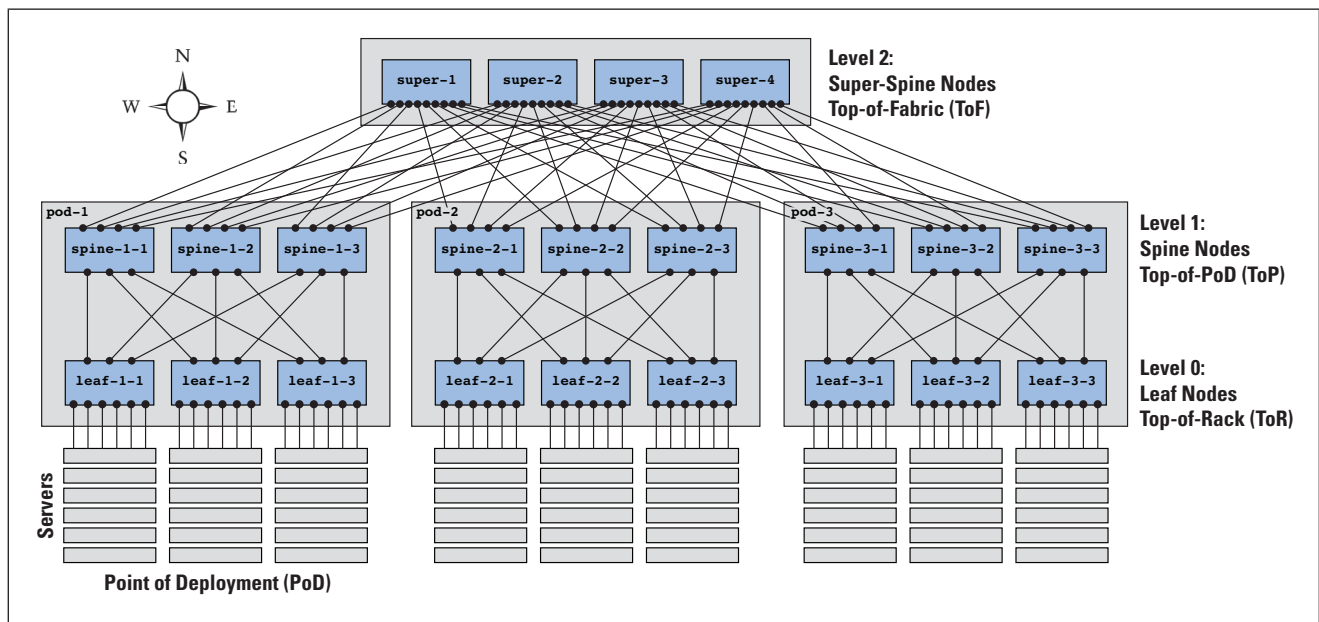 N
W E
S
super-1 super-2 super-3 super-4
Level 2:
Super-Spine Nodes
Top-of-Fabric (ToF)
pod-1 pod-2 pod-3
spine-1-1 spine-1-2 spine-1-3 spine-2-1 spine-2-2 spine-2-3 spine-3-1 spine-3-2 spine-3-3
Level 1:
Spine Nodes
Top-of-PoD (ToP)
leaf-1-1 leaf-1-2 leaf-1-3 leaf-2-1 leaf-2-2 leaf-2-3 leaf-3-1 leaf-3-2 leaf-3-3
Level 0:
Leaf Nodes
Top-of-Rack (ToR)
Servers
Point of Deployment (PoD)